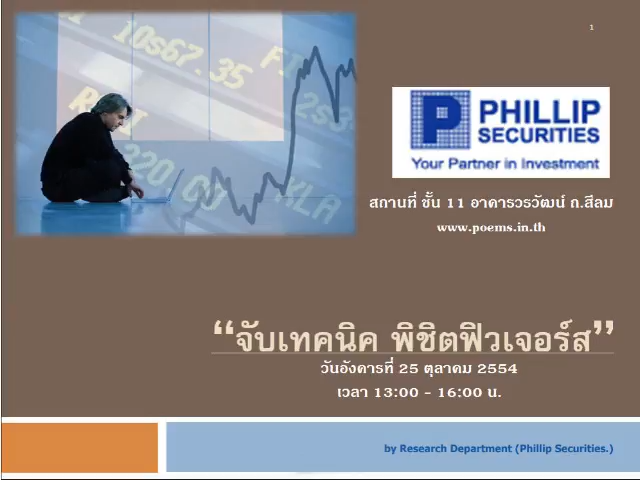 1
10s67.35
PHILLIP
SECURITIES
Your Partner in Investment
KLA
สถานที่ ชั้น 11 อาคารวรวัฒน์ ถ.สีลม
www.poems.in.th
“จับเทคนิค พิชิตฟิวเจอร์ส”
วันอังคารที่ 25 ตุลาคม 2554
เวลา 13:00 - 16:00 น.
by Research Department (Phillip Securities.)